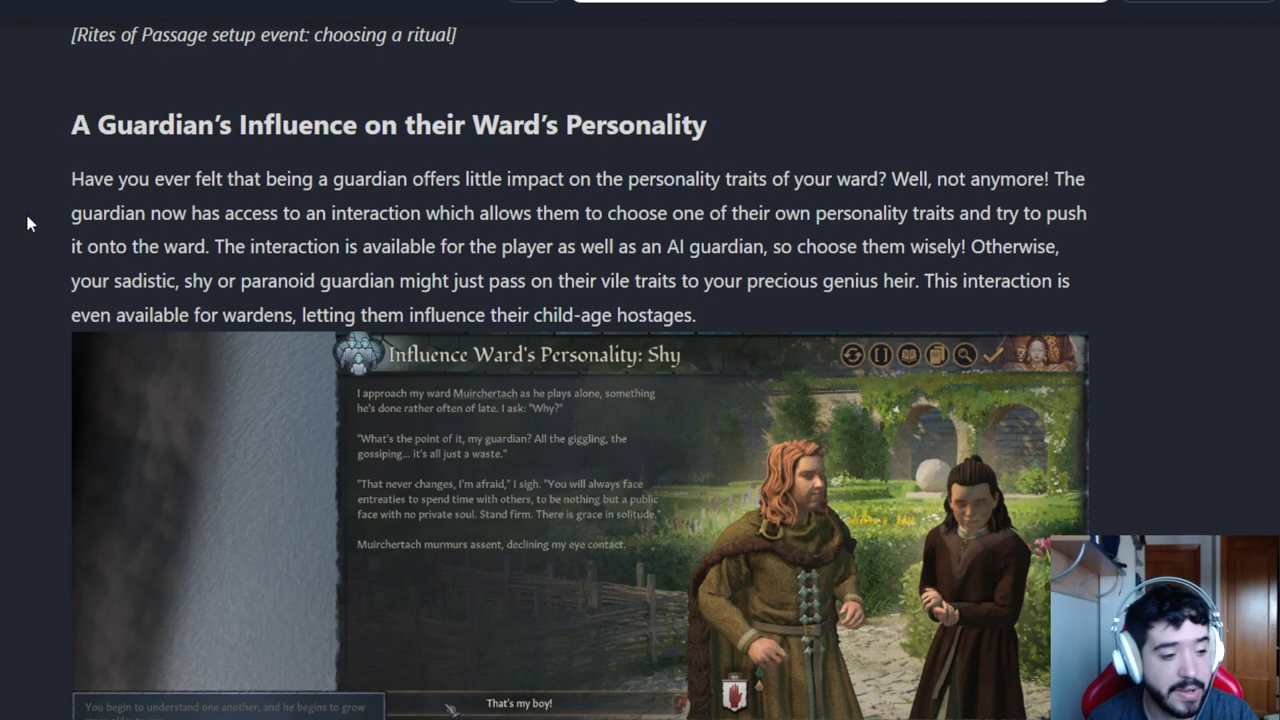 [Rites of Passage setup event: choosing a ritual]
A Guardian’s Influence on their Ward’s Personality
Have you ever felt that being a guardian offers little impact on the personality traits of your ward? Well, not anymore! The
guardian now has access to an interaction which allows them to choose one of their own personality traits and try to push
it onto the ward. The interaction is available for the player as well as an AI guardian, so choose them wisely! Otherwise,
your sadistic, shy or paranoid guardian might just pass on their vile traits to your precious genius heir. This interaction is
even available for wardens, letting them influence their child-age hostages.
Influence Ward's Personality: Shy
I approach my ward Muirchertach as he plays alone, something
he's done rather often of late. I ask: "Why?"
"What's the point of it, my guardian? All the giggling, the
gossiping... it's all just a waste."
"That never changes, I'm afraid," I sigh. "You will always face
entreaties to spend time with others, to be nothing but a public
face with no private soul. Stand firm. There is grace in solitude."
Muirchertach murmurs assent, declining my eye contact.
That's my boy!
You begin to understand one another, and he begins to grow